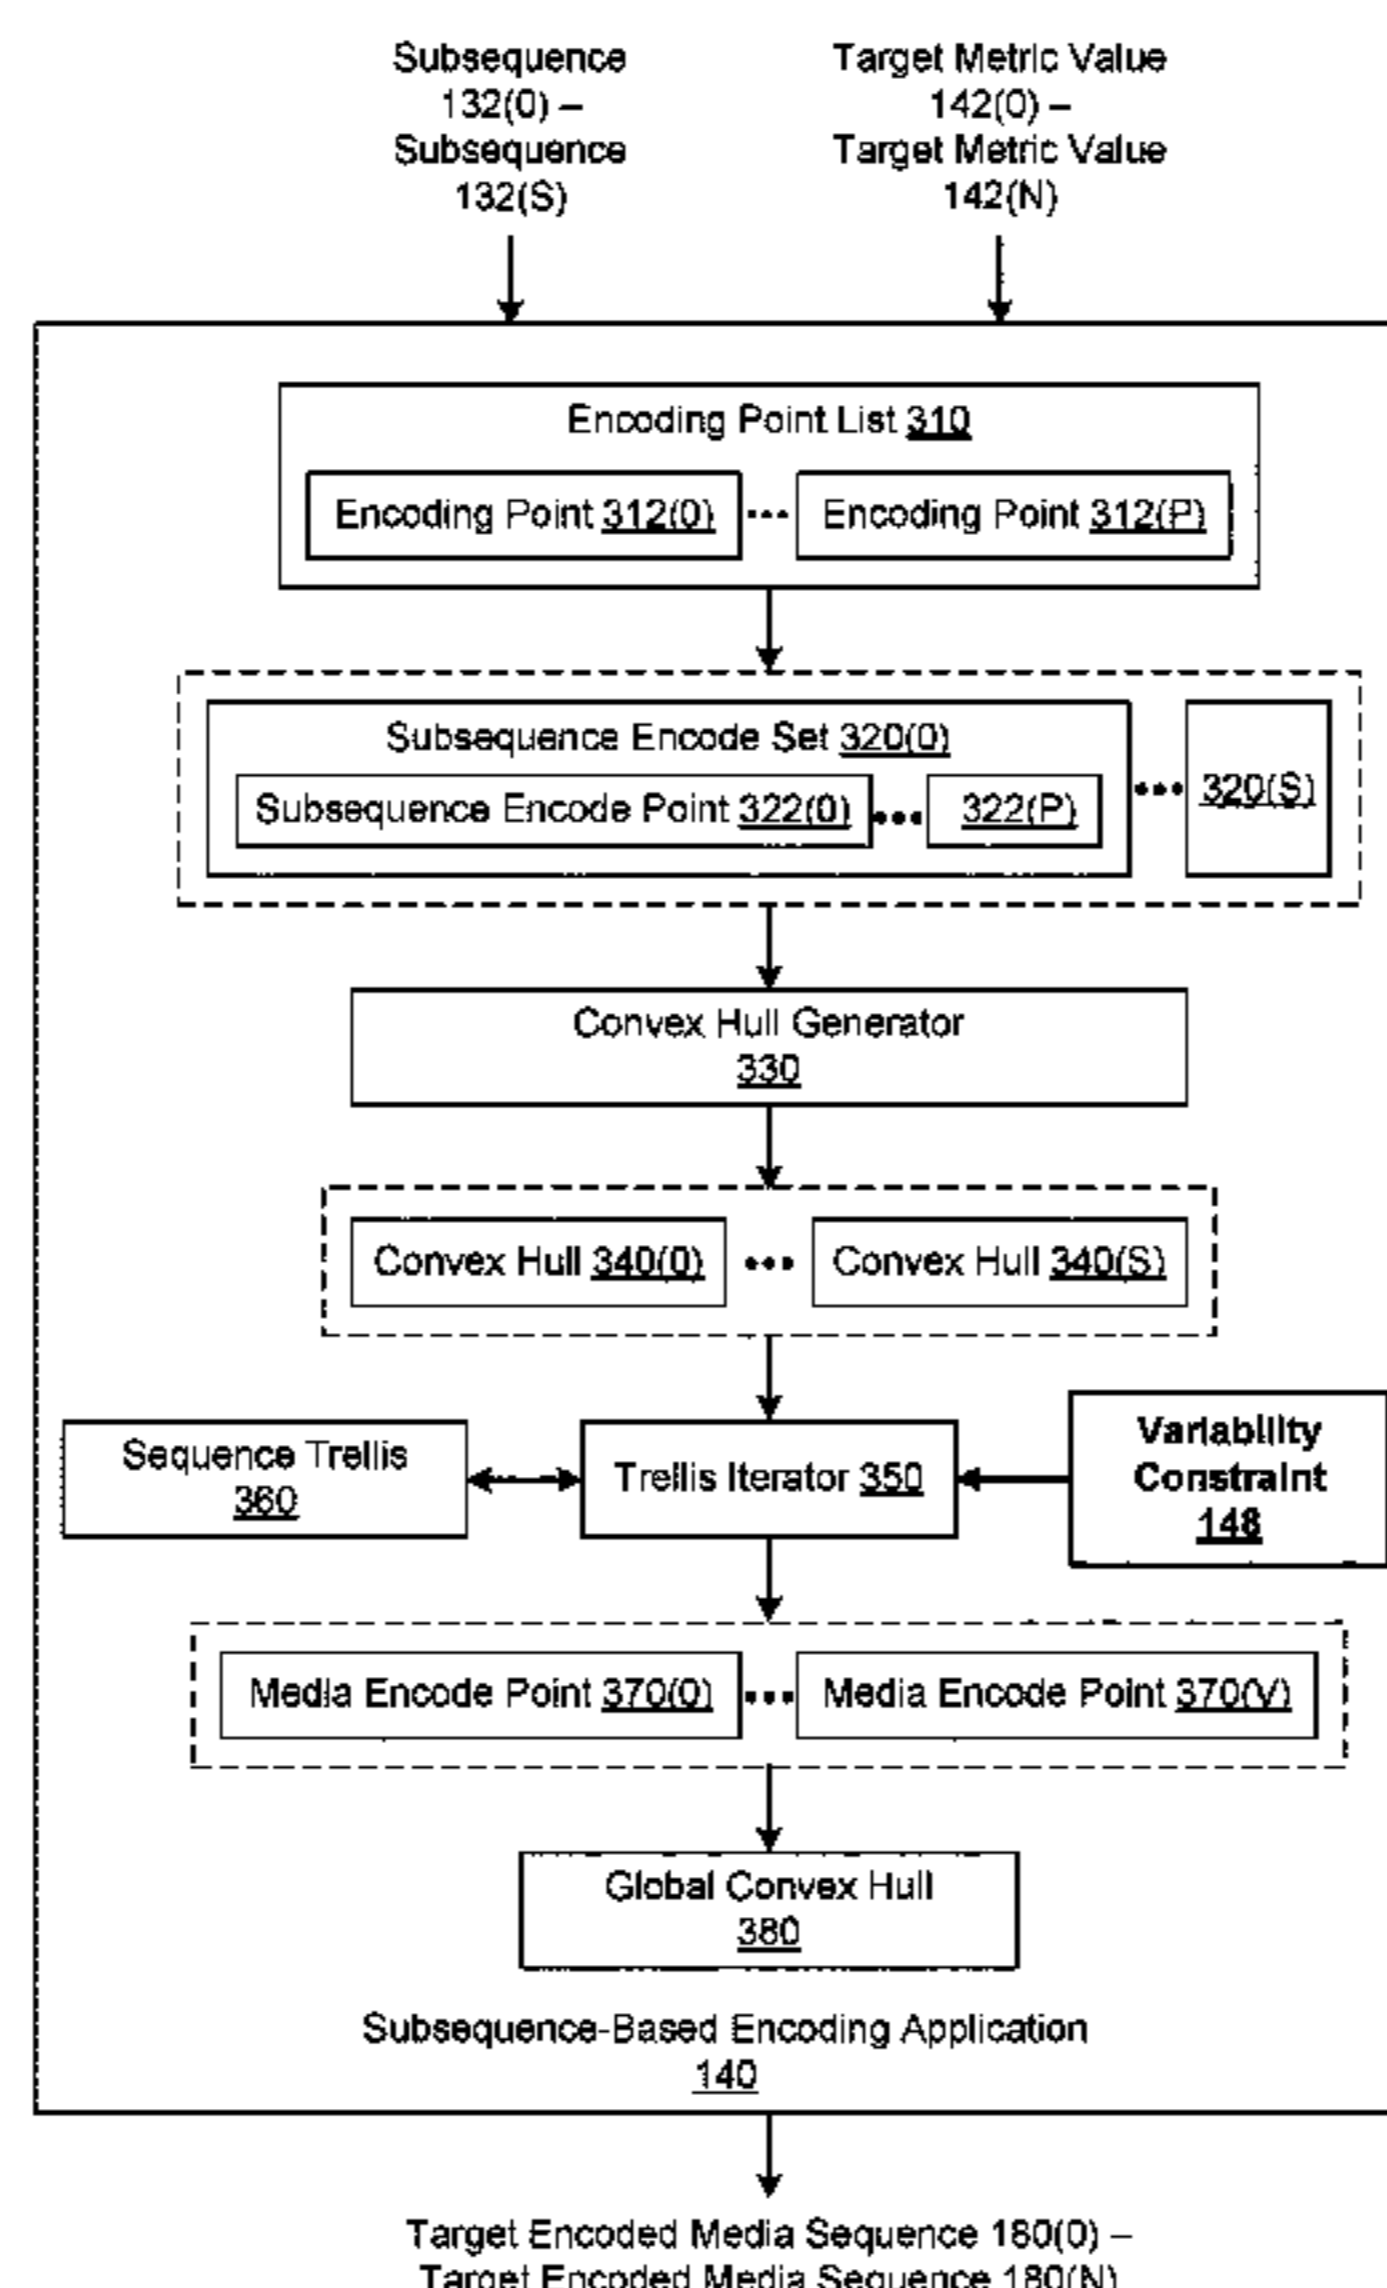 Subsequence
132(0) –
Subsequence
132(S)
Target Metric Value
142(0) –
Target Metric Value
142(N)
Encoding Point List 310
Encoding Point 312(0) ••• Encoding Point 312(P)
Subsequence Encode Set 320(0)
Subsequence Encode Point 322(0) ••• 322(P)
••• 320(S)
Convex Hull Generator
330
Convex Hull 340(0) ••• Convex Hull 340(S)
Sequence Trellis
360
Trellis Iterator 350
Variability
Constraint
148
Media Encode Point 370(0) ••• Media Encode Point 370(V)
Global Convex Hull
380
Subsequence-Based Encoding Application
140
Target Encoded Media Sequence 180(0) –
Target Encoded Media Sequence 180(N)